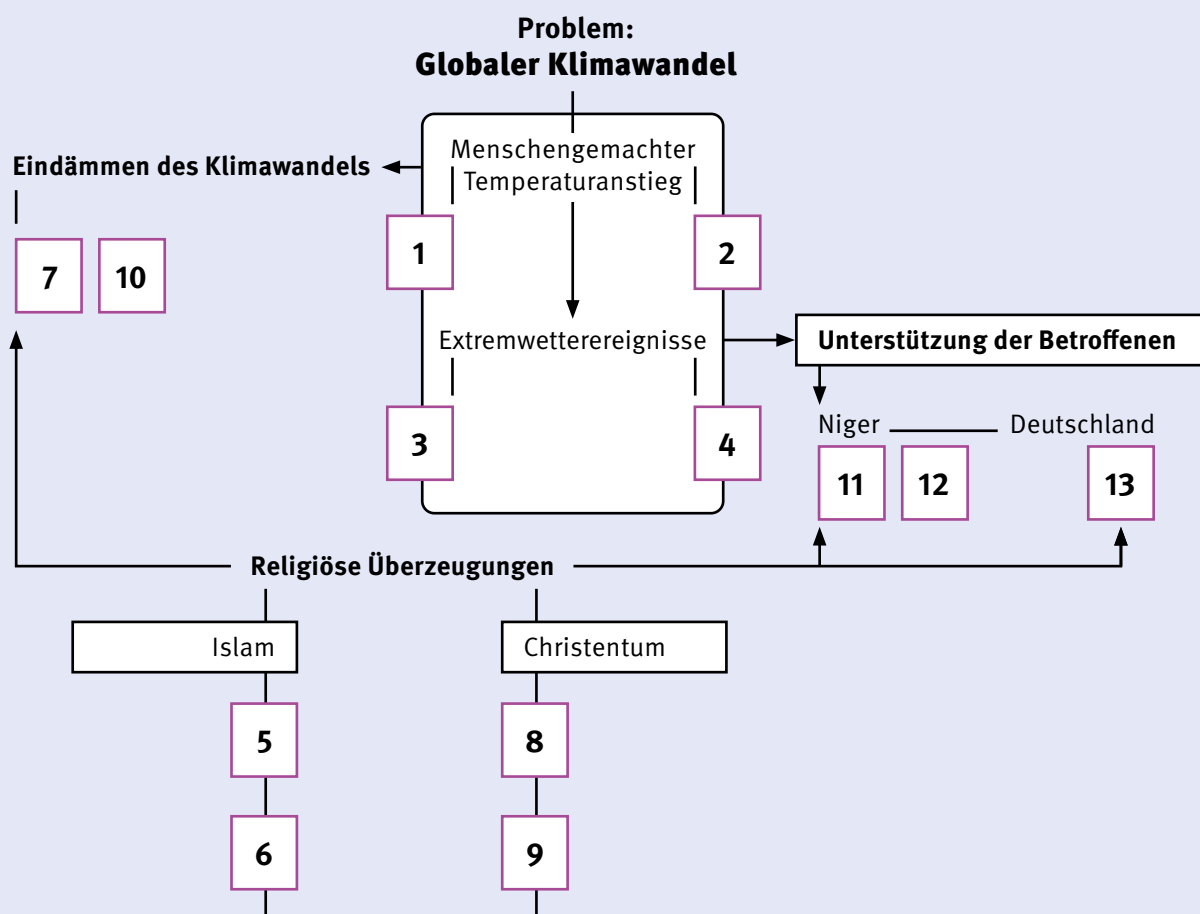 Problem:
Globaler Klimawandel
Eindämmen des Klimawandels
Menschengemachter
Temperaturanstieg
1
2
7
10
Extremwetterereignisse
Unterstützung der Betroffenen
3
4
Niger
Deutschland
11
12
13
Religiöse Überzeugungen
Islam
Christentum
5
8
6
9